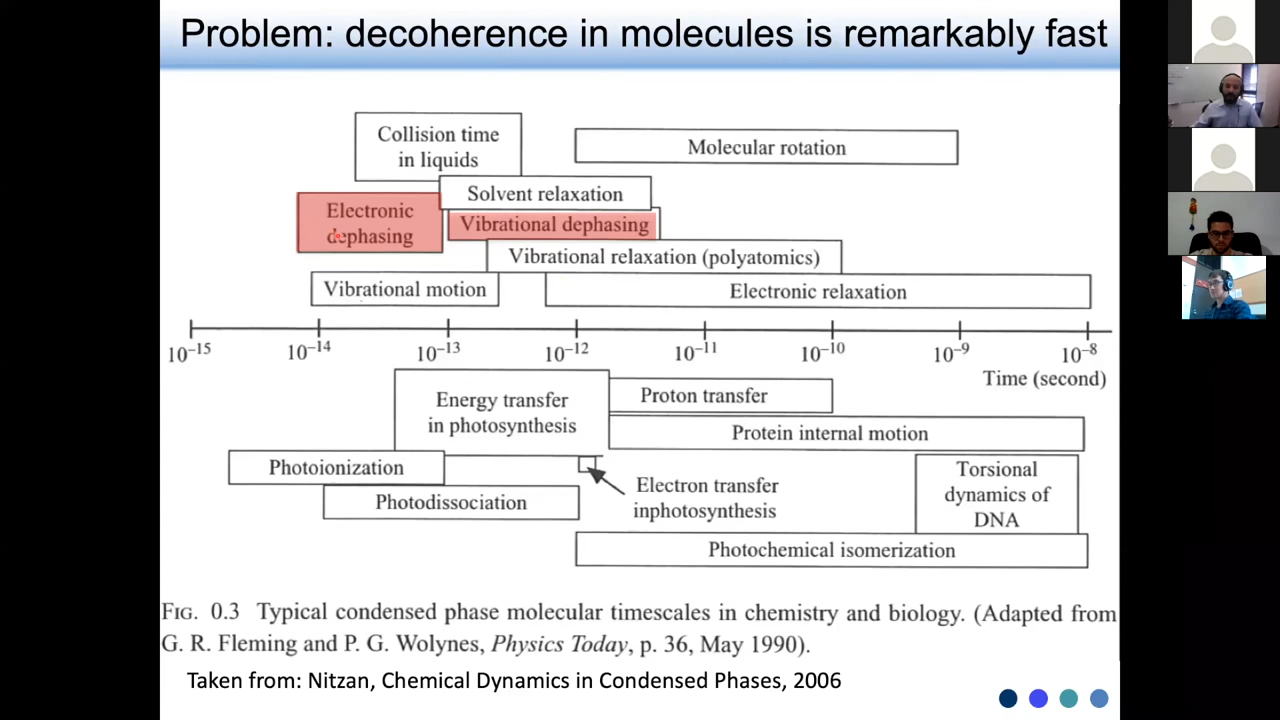 Problem: decoherence in molecules is remarkably fast
Collision time
in liquids
Molecular rotation
Solvent relaxation
Electronic
dephasing
Vibrational dephasing
Vibrational relaxation (polyatomics)
Vibrational motion
Electronic relaxation
10⁻¹⁵ 10⁻¹⁴ 10⁻¹³ 10⁻¹² 10⁻¹¹ 10⁻¹⁰ 10⁻⁹ 10⁻⁸
Time (second)
Energy transfer
in photosynthesis
Proton transfer
Protein internal motion
Photoionization
Torsional
dynamics of
DNA
Photodissociation
Electron transfer
inphotosynthesis
Photochemical isomerization
FIG. 0.3 Typical condensed phase molecular timescales in chemistry and biology. (Adapted from
G. R. Fleming and P. G. Wolynes, Physics Today, p. 36, May 1990).
Taken from: Nitzan, Chemical Dynamics in Condensed Phases, 2006